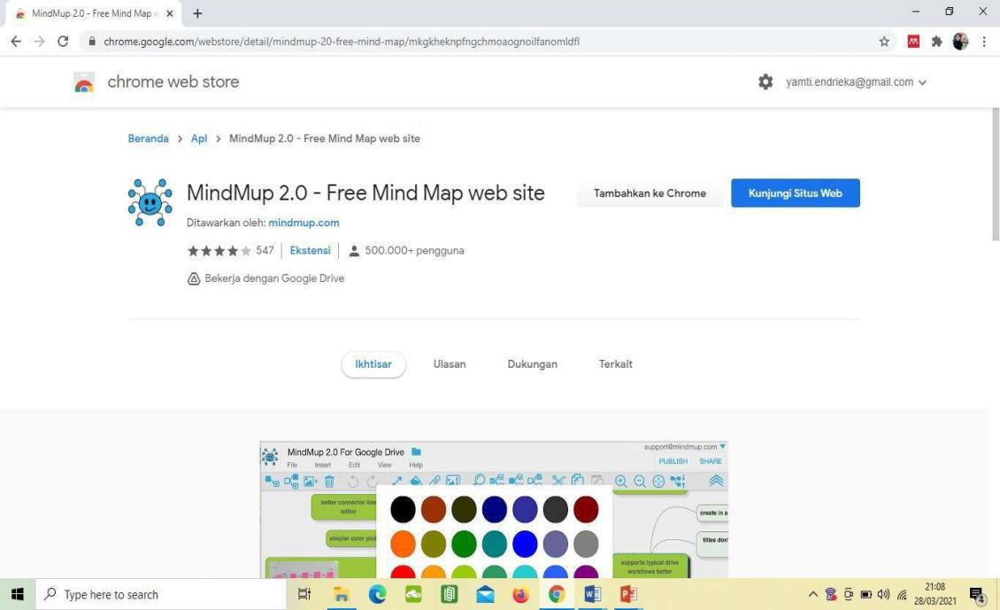 MindMup 2.0 - Free Mind Map w
chrome.google.com/webstore/detail/mindmup-20-free-mind-map/mkgkheknpfngchmoaognoilfanomldfl
chrome web store
yamti.endrieka@gmail.com
Beranda > Apl > MindMup 2.0 - Free Mind Map web site
MindMup 2.0 - Free Mind Map web site
Tambahkan ke Chrome
Kunjungi Situs Web
Ditawarkan oleh: mindmup.com
547 Ekstensi 500.000+ pengguna
Bekerja dengan Google Drive
Ikhtisar Ulasan Dukungan Terkait
support@mindmup.com
MindMup 2.0 For Google Drive
File Insert Edit View Help
PUBLISH SHARE
better connector line
editor
create in a
simpler color pick
titles don'
supports typical drive
workflows better
Type here to search
21:08
28/03/2021
4